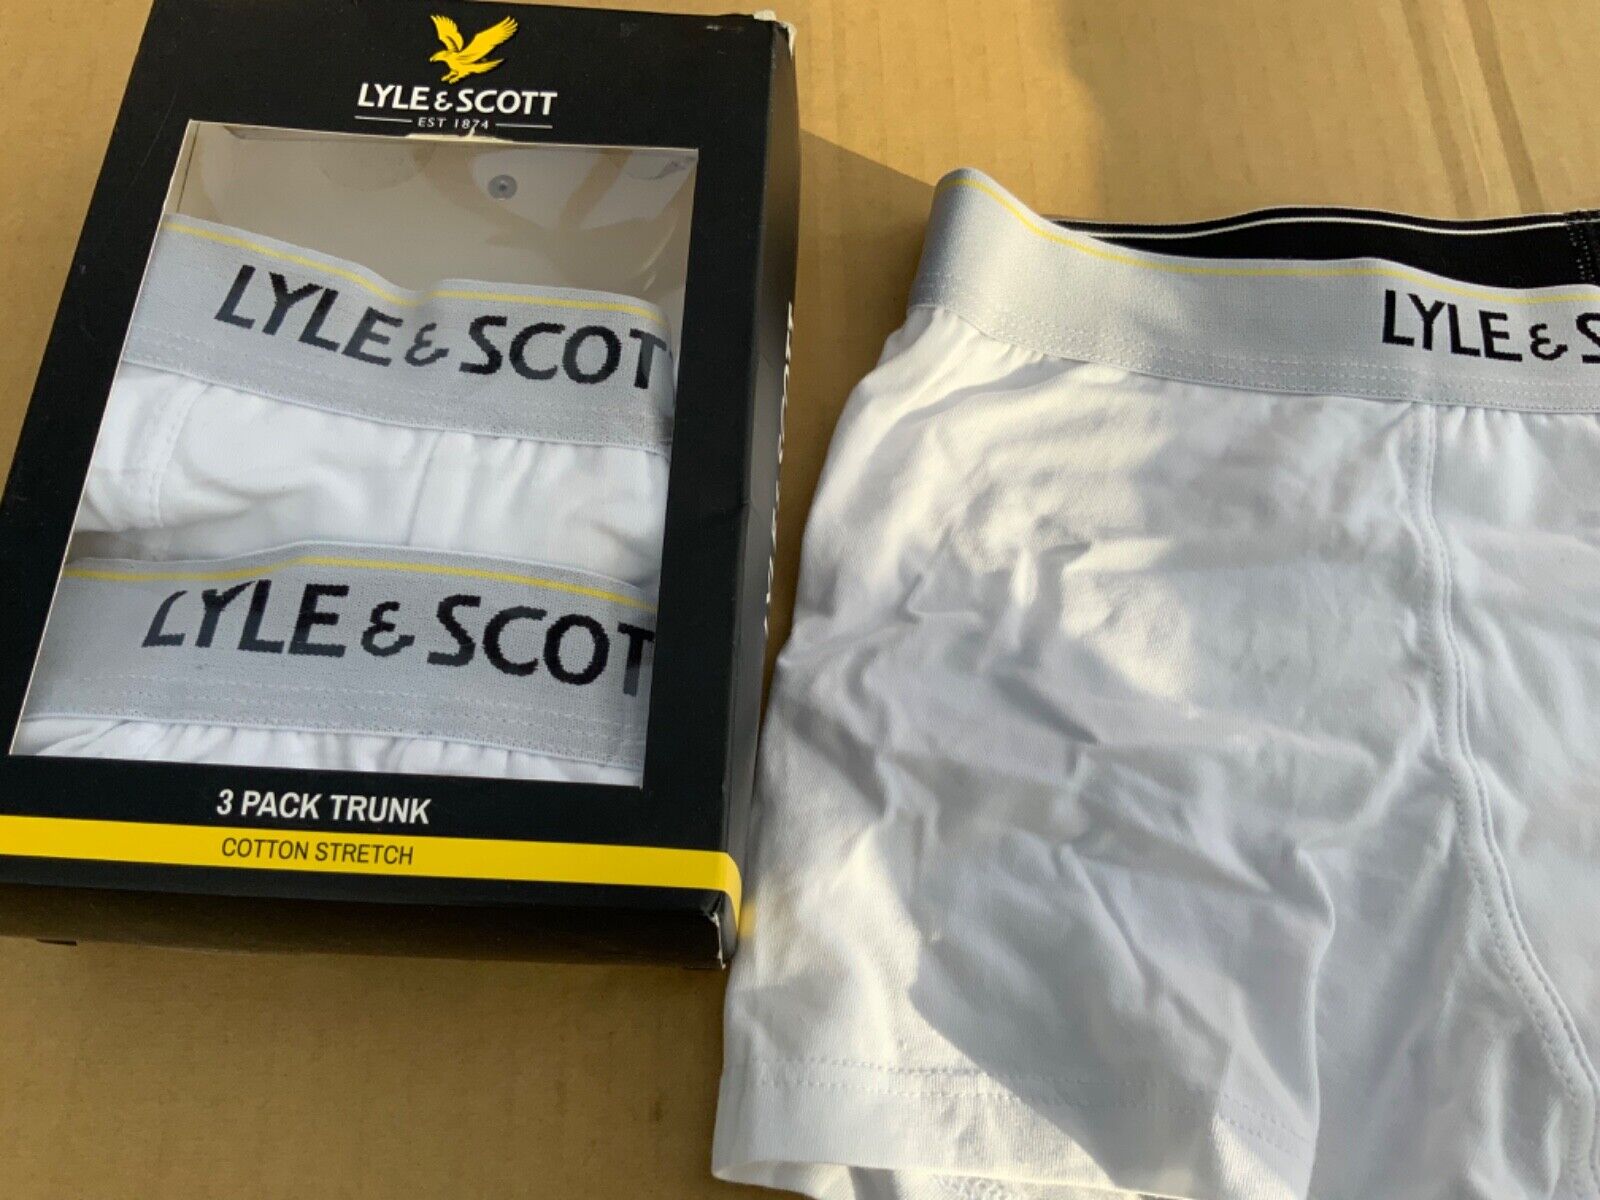 LYLE & SCOTT
EST 1874
LYLE & SCOT
LYLE & SCOT
3 PACK TRUNK
COTTON STRETCH
LYLE & S